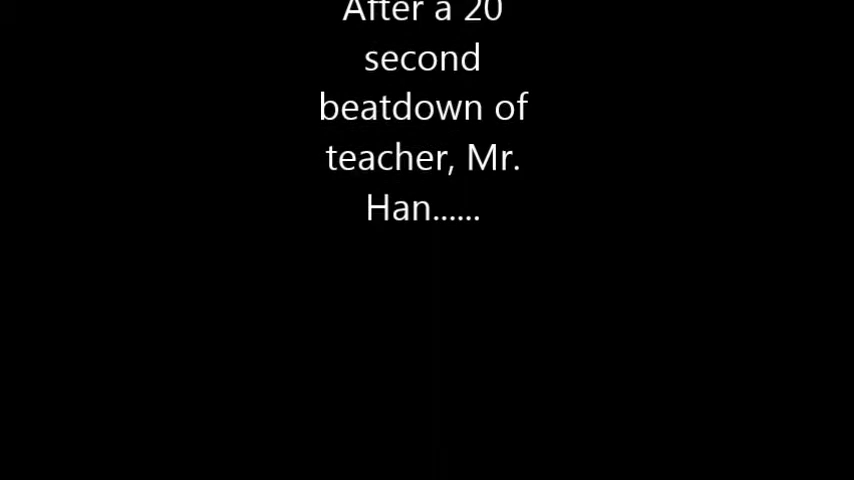 After a 20
second
beatdown of
teacher, Mr.
Han......